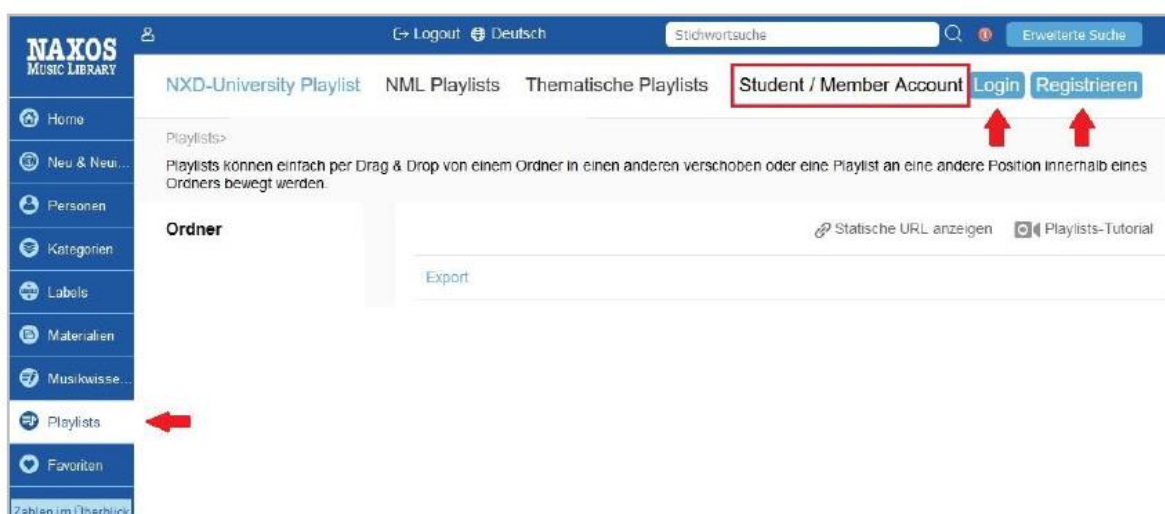 NAXOS
MUSIC LIBRARY
Logout Deutsch Stichwortsuche Erweiterte Suche
NXD-University Playlist NML Playlists Thematische Playlists Student / Member Account Login Registrieren
Home
Neu & Neui...
Personen
Kategorien
Labels
Materialien
Musikwisse...
Playlists
Favoriten
Zahlen im Überblick
Playlists>
Playlists können einfach per Drag & Drop von einem Ordner in einen anderen verschoben oder eine Playlist an eine andere Position innerhalb eines
Ordners bewegt werden.
Ordner
Statische URL anzeigen Playlists-Tutorial
Export